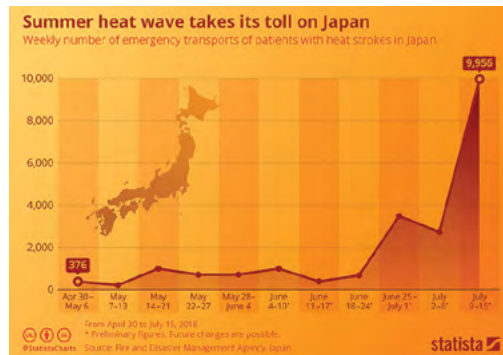 Summer heat wave takes its toll on Japan
Weekly number of emergency transports of patients with heat strokes in Japan
9,956
10,000
8,000
6,000
4,000
2,000
0
376
Apr 30–
May 6
May
7–13
May
14–21
May
22–27
May 28–
June 4
June
4–10*
June
11–17*
June
18–24*
June 25–
July 1*
July
2–8*
July
9–15*
From April 30 to July 15, 2018
* Preliminary figures. Future changes are possible.
@StatistaCharts Source: Fire and Disaster Management Agency, Japan
statista